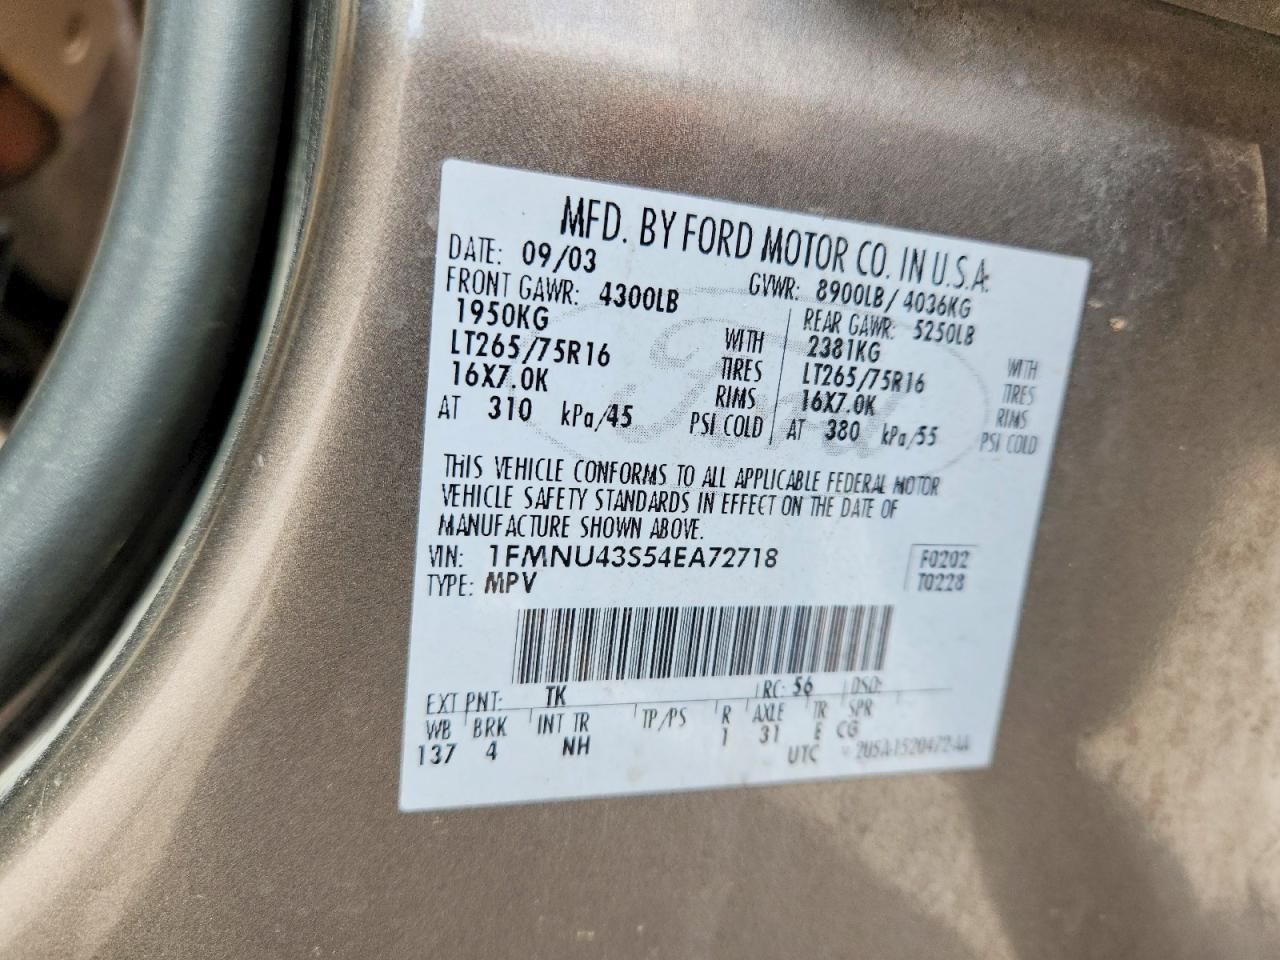 MFD. BY FORD MOTOR CO. IN U.S.A.
DATE: 09/03 GVWR: 8900LB/ 4036KG
FRONT GAWR: 4300LB REAR GAWR: 5250LB
1950KG WITH 2381KG WITH
LT265/75R16 TIRES LT265/75R16 TIRES
16X7.0K RIMS 16X7.0K RIMS
AT 310 kPa/45 PSI COLD AT 380 kPa/55 PSI COLD
THIS VEHICLE CONFORMS TO ALL APPLICABLE FEDERAL MOTOR
VEHICLE SAFETY STANDARDS IN EFFECT ON THE DATE OF
MANUFACTURE SHOWN ABOVE.
VIN: 1FMNU43S54EA72718 F0202
TYPE: MPV T0228
EXT PNT: TK RC: 56 DSO:
WB BRK INT TR TP/PS R AXLE TR SPR
137 4 NH 1 31 E CG
UTC